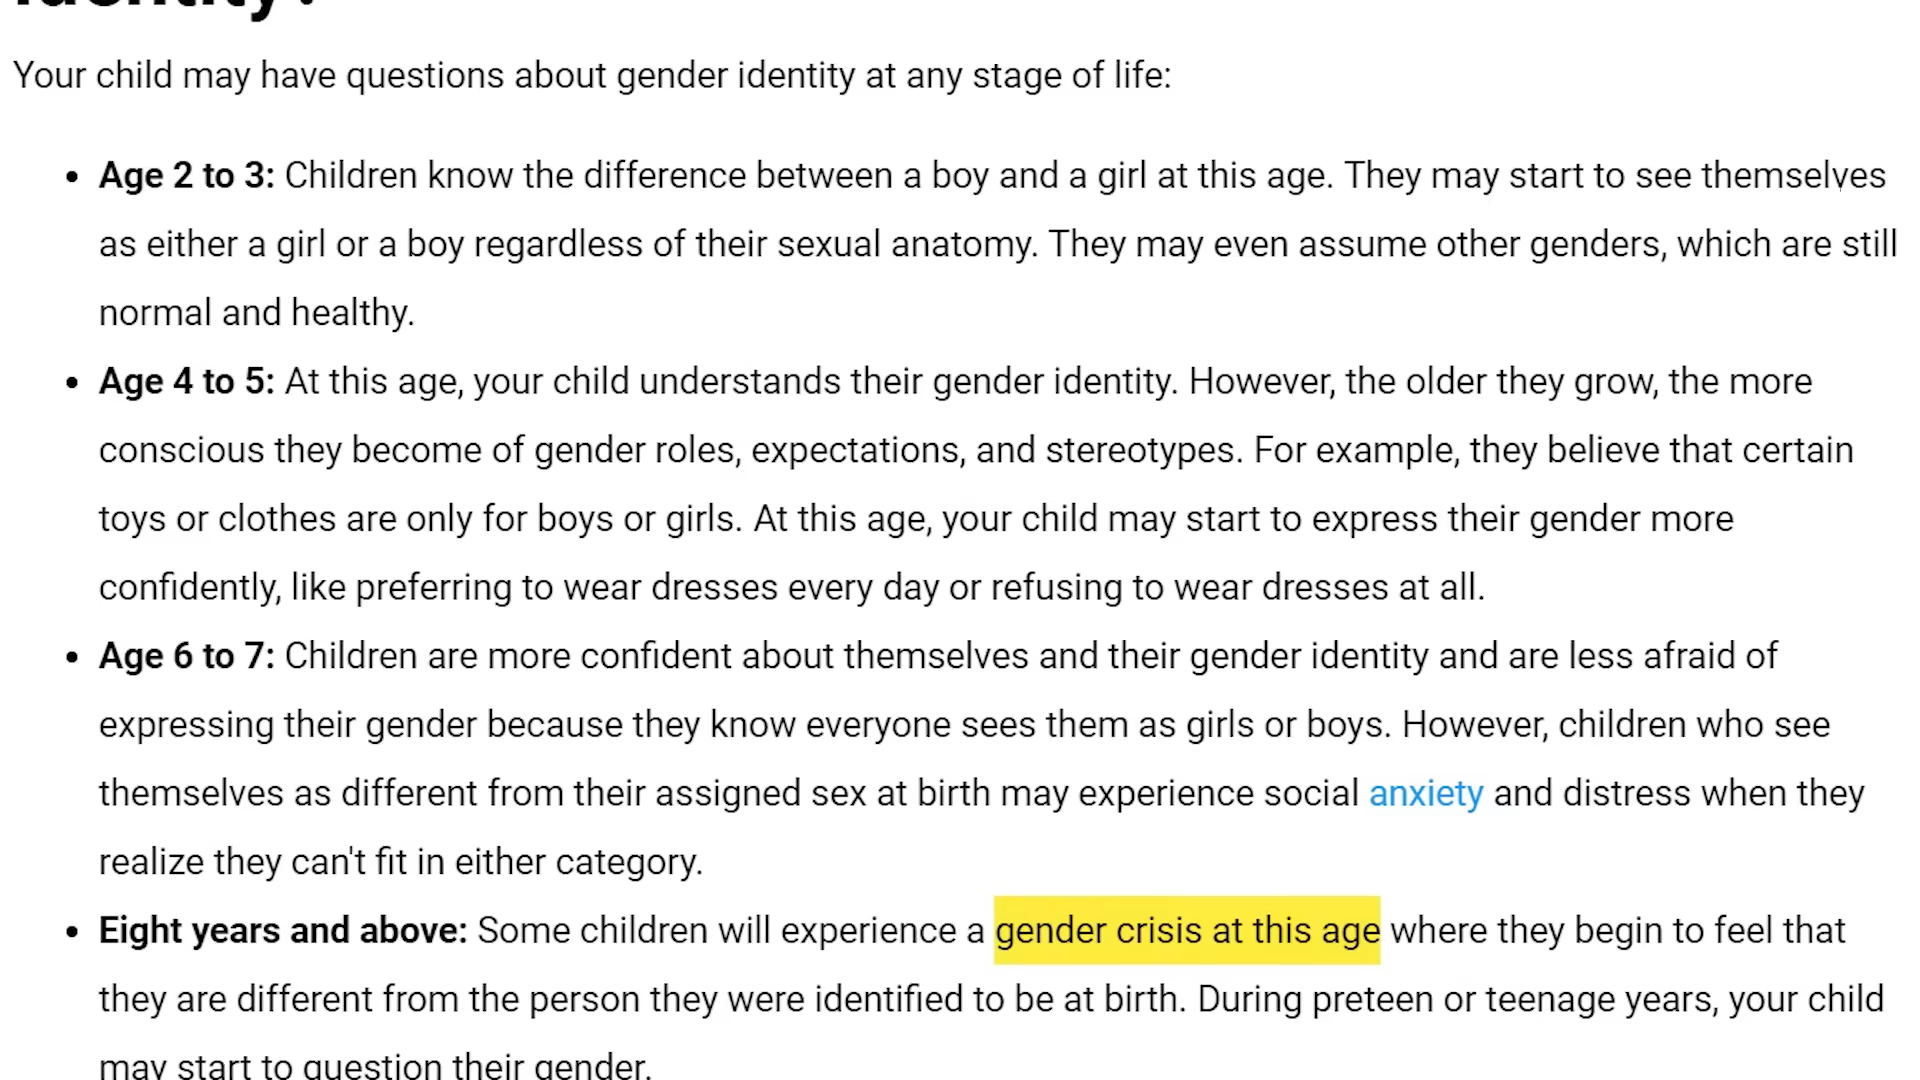 identity?
Your child may have questions about gender identity at any stage of life:
• Age 2 to 3: Children know the difference between a boy and a girl at this age. They may start to see themselves
as either a girl or a boy regardless of their sexual anatomy. They may even assume other genders, which are still
normal and healthy.
• Age 4 to 5: At this age, your child understands their gender identity. However, the older they grow, the more
conscious they become of gender roles, expectations, and stereotypes. For example, they believe that certain
toys or clothes are only for boys or girls. At this age, your child may start to express their gender more
confidently, like preferring to wear dresses every day or refusing to wear dresses at all.
• Age 6 to 7: Children are more confident about themselves and their gender identity and are less afraid of
expressing their gender because they know everyone sees them as girls or boys. However, children who see
themselves as different from their assigned sex at birth may experience social anxiety and distress when they
realize they can't fit in either category.
• Eight years and above: Some children will experience a gender crisis at this age where they begin to feel that
they are different from the person they were identified to be at birth. During preteen or teenage years, your child
may start to question their gender.